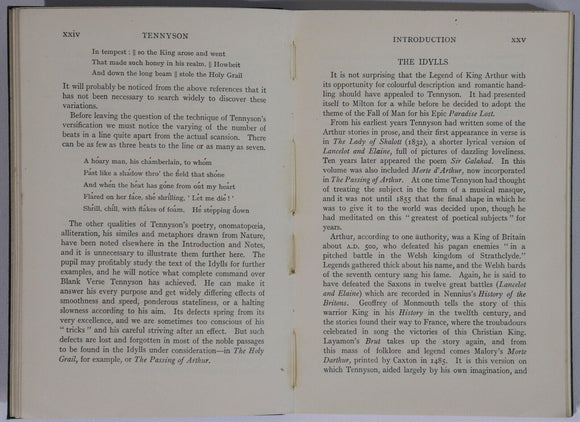 xxiv TENNYSON
In tempest : || so the King arose and went
That made such honey in his realm. || Howbeit
And down the long beam || stole the Holy Grail
It will probably be noticed from the above references that it
has not been necessary to search widely to discover these
variations.
Before leaving the question of the technique of Tennyson's
versification we must notice the varying of the number of
beats in a line quite apart from the actual scansion. There
can be as few as three beats to the line or as many as seven.
A hoary man, his chamberlain, to whom
Past like a shadow thro' the field that shone
And when the heat has gone from out my heart
Flared on her face, she shrilling, ' Let me die ! '
Shrill, chill, with flakes of foam. He stepping down
The other qualities of Tennyson's poetry, onomatopœia,
alliteration, his similes and metaphors drawn from Nature,
have been noted elsewhere in the Introduction and Notes,
and it is unnecessary to illustrate them further here. The
pupil may profitably study the text of the Idylls for further
examples, and he will notice what complete command over
Blank Verse Tennyson has achieved. He can make it
answer his every purpose and get widely differing effects of
smoothness and speed, ponderous stateliness, or a halting
slowness according to his aim. Its defects spring from its
very excellence, and we are sometimes too conscious of his
" tricks " and his careful striving after an effect. But such
defects are lost and forgotten in most of the noble passages
to be found in the Idylls under consideration—in The Holy
Grail, for example, or The Passing of Arthur.
INTRODUCTION xxv
THE IDYLLS
It is not surprising that the Legend of King Arthur with
its opportunity for colourful description and romantic hand-
ling should have appealed to Tennyson. It had presented
itself to Milton for a while before he decided to adopt the
theme of the Fall of Man for his Epic Paradise Lost.
From his earliest years Tennyson had written some of the
Arthur stories in prose, and their first appearance in verse is
in The Lady of Shalott (1832), a shorter lyrical version of
Lancelot and Elaine, full of pictures of dazzling loveliness.
Ten years later appeared the poem Sir Galahad. In this
volume was also included Morte d'Arthur, now incorporated
in The Passing of Arthur. At one time Tennyson had thought
of treating the subject in the form of a musical masque,
and it was not until 1855 that the final shape in which he
was to give it to the world was decided upon, though he
had meditated on this " greatest of poetical subjects " for
years.
Arthur, according to one authority, was a King of Britain
about A.D. 500, who defeated his pagan enemies " in a
pitched battle in the Welsh kingdom of Strathclyde."
Legends gathered thick about his name, and the Welsh bards
of the seventh century sang his fame. Again, he is said to
have defeated the Saxons in twelve great battles (Lancelot
and Elaine) which are recorded in Nennius's History of the
Britons. Geoffrey of Monmouth tells the story of this
warrior King in his History in the twelfth century, and
the stories found their way to France, where the troubadours
celebrated in song the victories of this Christian King.
Layamon's Brut takes up the story again, and from
this mass of folklore and legend comes Malory's Morte
Darthur, printed by Caxton in 1485. It is this version on
which Tennyson, aided largely by his own imagination, and